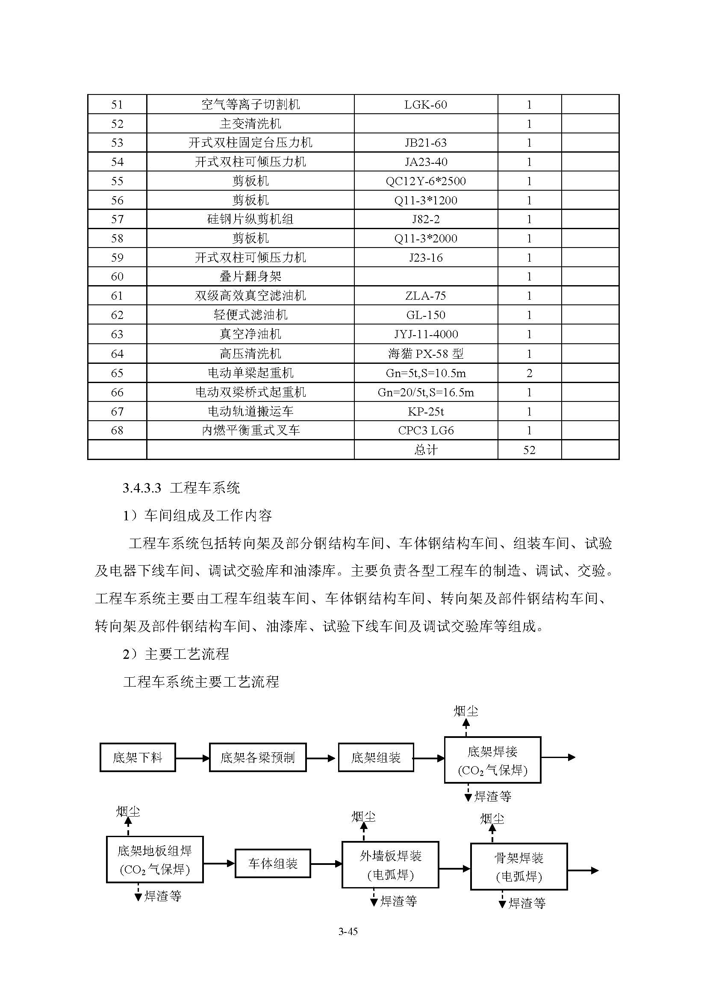 51 空气等离子切割机 LGK-60 1
52 主变清洗机 1
53 开式双柱固定台压力机 JB21-63 1
54 开式双柱可倾压力机 JA23-40 1
55 剪板机 QC12Y-6*2500 1
56 剪板机 Q11-3*1200 1
57 硅钢片纵剪机组 J82-2 1
58 剪板机 Q11-3*2000 1
59 开式双柱可倾压力机 J23-16 1
60 叠片翻身架 1
61 双级高效真空滤油机 ZLA-75 1
62 轻便式滤油机 GL-150 1
63 真空净油机 JYJ-11-4000 1
64 高压清洗机 海猫 PX-58 型 1
65 电动单梁起重机 Gn=5t,S=10.5m 2
66 电动双梁桥式起重机 Gn=20/5t,S=16.5m 1
67 电动轨道搬运车 KP-25t 1
68 内燃平衡重式叉车 CPC3 LG6 1
总计 52
3.4.3.3 工程车系统
1）车间组成及工作内容
工程车系统包括转向架及部分钢结构车间、车体钢结构车间、组装车间、试验
及电器下线车间、调试交验库和油漆库。主要负责各型工程车的制造、调试、交验。
工程车系统主要由工程车组装车间、车体钢结构车间、转向架及部件钢结构车间、
转向架及部件钢结构车间、油漆库、试验下线车间及调试交验库等组成。
2）主要工艺流程
工程车系统主要工艺流程
烟尘
底架下料
底架各梁预制
底架组装
底架焊接
(CO₂气保焊)
焊渣等
烟尘
底架地板组焊
(CO₂气保焊)
焊渣等
车体组装
烟尘
外墙板焊装
(电弧焊)
焊渣等
烟尘
骨架焊装
(电弧焊)
焊渣等
3-45